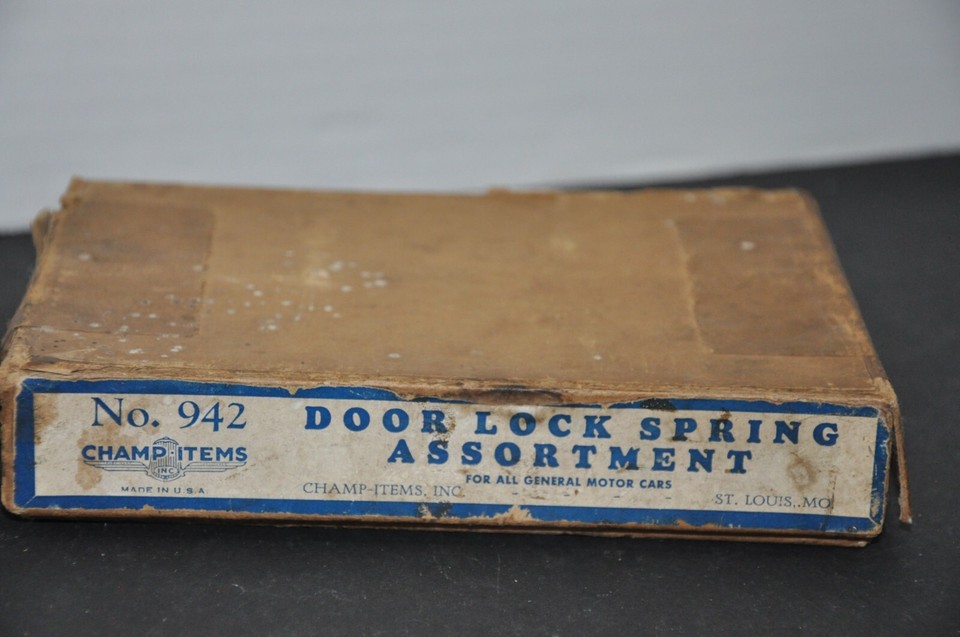 No. 942
CHAMP-ITEMS
INC
MADE IN U.S.A.
DOOR LOCK SPRING
ASSORTMENT
FOR ALL GENERAL MOTOR CARS
CHAMP-ITEMS, INC.
ST. LOUIS, MO.